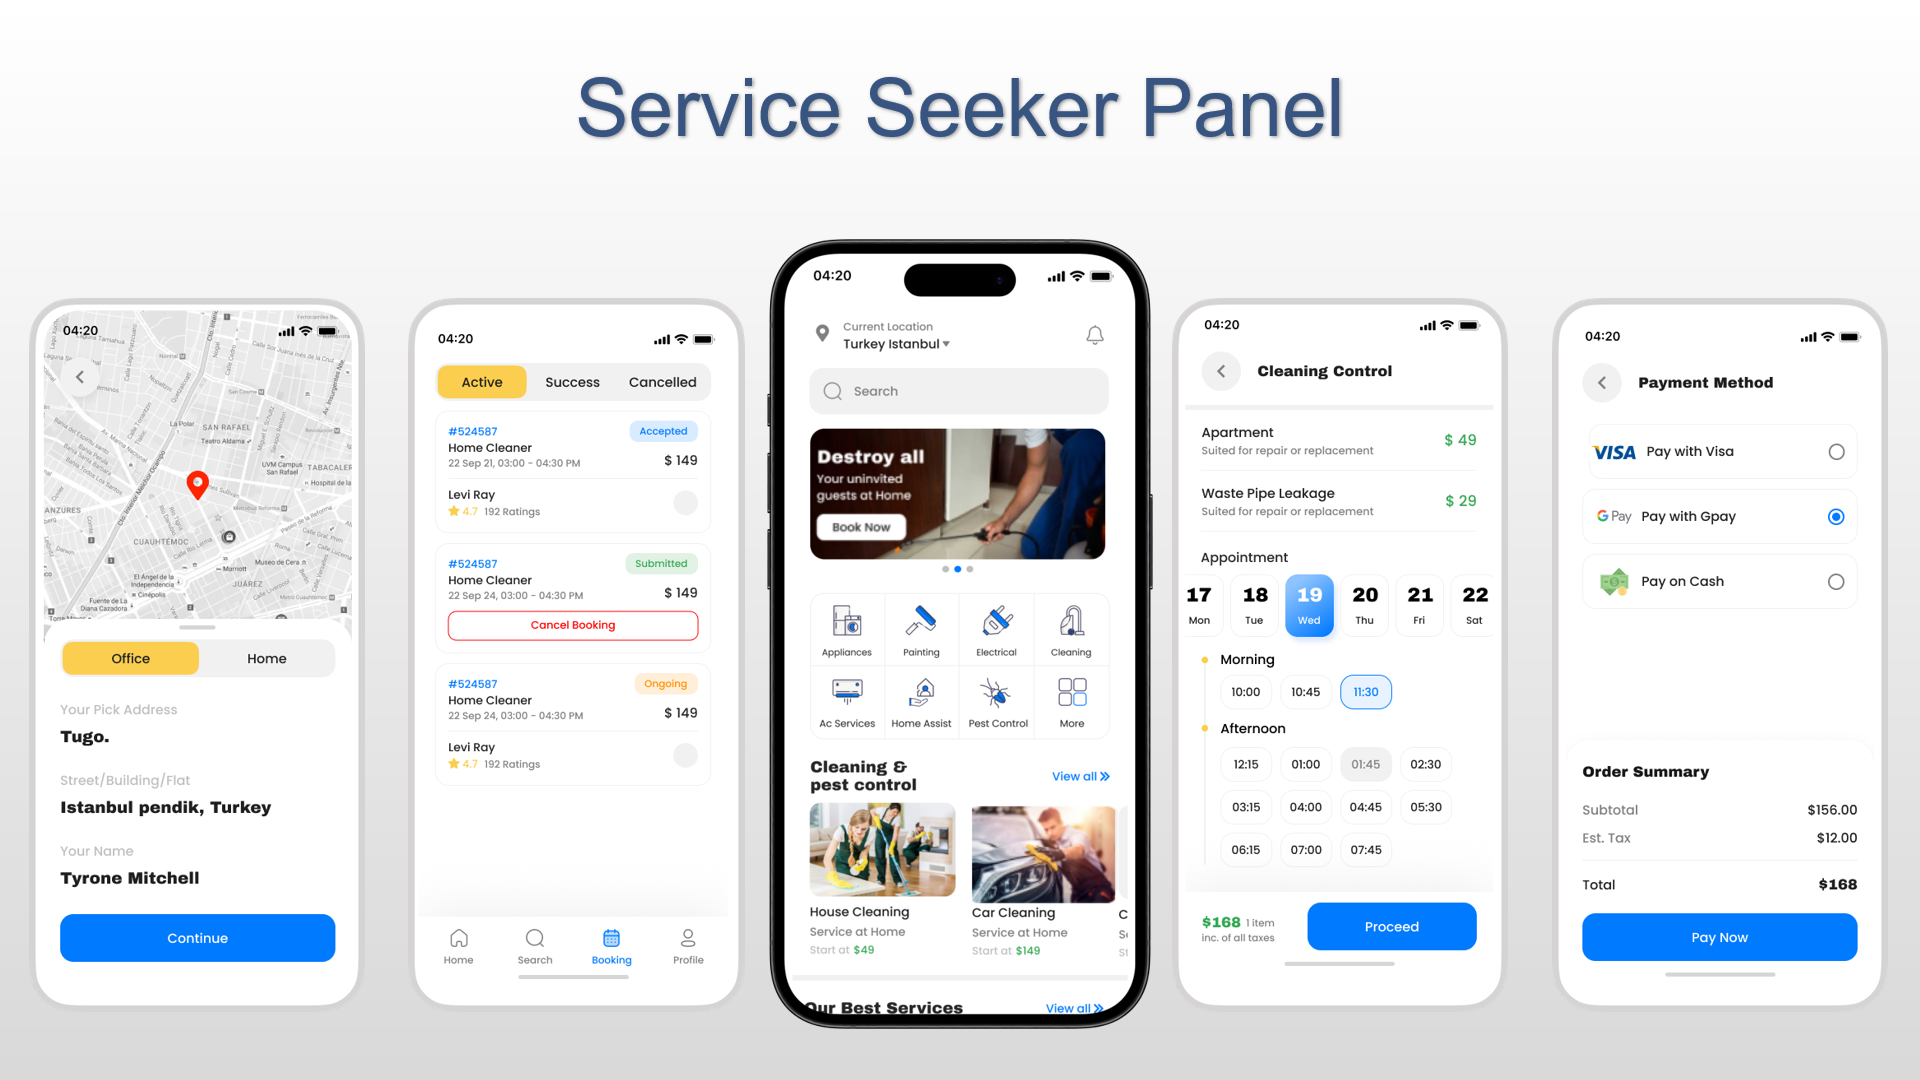 Service Seeker Panel
04:20
SAN RAFAEL
La Polar
Teatro Aldama
UVM Campus
San Rafael
TABACALER
Hospital de la
ANZURES
CUAUHTÉMOC
Marriott
Museo de Cera
El Ángel de la
Independencia
Cinépolis
JUÁREZ
Fuente de La
Diana Cazadora
Office
Home
Your Pick Address
Tugo.
Street/Building/Flat
Istanbul pendik, Turkey
Your Name
Tyrone Mitchell
Continue
04:20
Active
Success
Cancelled
#524587
Accepted
Home Cleaner
22 Sep 21, 03:00 - 04:30 PM
$ 149
Levi Ray
4.7 192 Ratings
#524587
Submitted
Home Cleaner
22 Sep 24, 03:00 - 04:30 PM
$ 149
Cancel Booking
#524587
Ongoing
Home Cleaner
22 Sep 24, 03:00 - 04:30 PM
$ 149
Levi Ray
4.7 192 Ratings
Home
Search
Booking
Profile
04:20
Current Location
Turkey Istanbul
Search
Destroy all
Your uninvited
guests at Home
Book Now
Appliances
Painting
Electrical
Cleaning
Ac Services
Home Assist
Pest Control
More
Cleaning &
pest control
View all
House Cleaning
Service at Home
Start at $49
Car Cleaning
Service at Home
Start at $149
C
Se
St
Our Best Services
View all
04:20
Cleaning Control
Apartment
Suited for repair or replacement
$ 49
Waste Pipe Leakage
Suited for repair or replacement
$ 29
Appointment
17 18 19 20 21 22
Mon Tue Wed Thu Fri Sat
Morning
10:00 10:45 11:30
Afternoon
12:15 01:00 01:45 02:30
03:15 04:00 04:45 05:30
06:15 07:00 07:45
$168 1 item
inc. of all taxes
Proceed
04:20
Payment Method
VISA Pay with Visa
G Pay Pay with Gpay
Pay on Cash
Order Summary
Subtotal $156.00
Est. Tax $12.00
Total $168
Pay Now